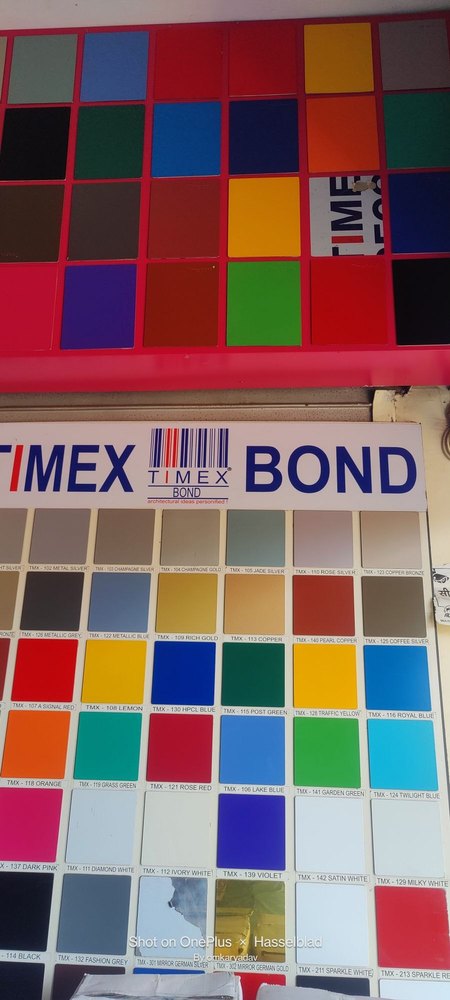 TIME
TIMEX
TIMEX
BOND
architectural ideas personified !
BOND
TMX - 102 METAL SILVER
TMX - 103 CHAMPAGNE SILVER
TMX - 104 CHAMPAGNE GOLD
TMX - 105 JADE SILVER
TMX - 110 ROSE SILVER
TMX - 123 COPPER BRONZE
TMX - 126 METALLIC GREY
TMX - 122 METALLIC BLUE
TMX - 109 RICH GOLD
TMX - 113 COPPER
TMX - 140 PEARL COPPER
TMX - 125 COFFEE SILVER
TMX - 107 A SIGNAL RED
TMX - 108 LEMON
TMX - 130 HPCL BLUE
TMX - 115 POST GREEN
TMX - 128 TRAFFIC YELLOW
TMX - 116 ROYAL BLUE
TMX - 118 ORANGE
TMX - 119 GRASS GREEN
TMX - 121 ROSE RED
TMX - 106 LAKE BLUE
TMX - 141 GARDEN GREEN
TMX - 124 TWILIGHT BLUE
- 137 DARK PINK
TMX - 111 DIAMOND WHITE
TMX - 112 IVORY WHITE
TMX - 139 VIOLET
TMX - 142 SATIN WHITE
TMX - 129 MILKY WHITE
- 114 BLACK
TMX - 132 FASHION GREY
TMX - 301 MIRROR GERMAN SILVER
TMX - 302 MIRROR GERMAN GOLD
TMX - 211 SPARKLE WHITE
TMX - 213 SPARKLE RE
Shot on OnePlus × Hasselblad
By omkaryadav